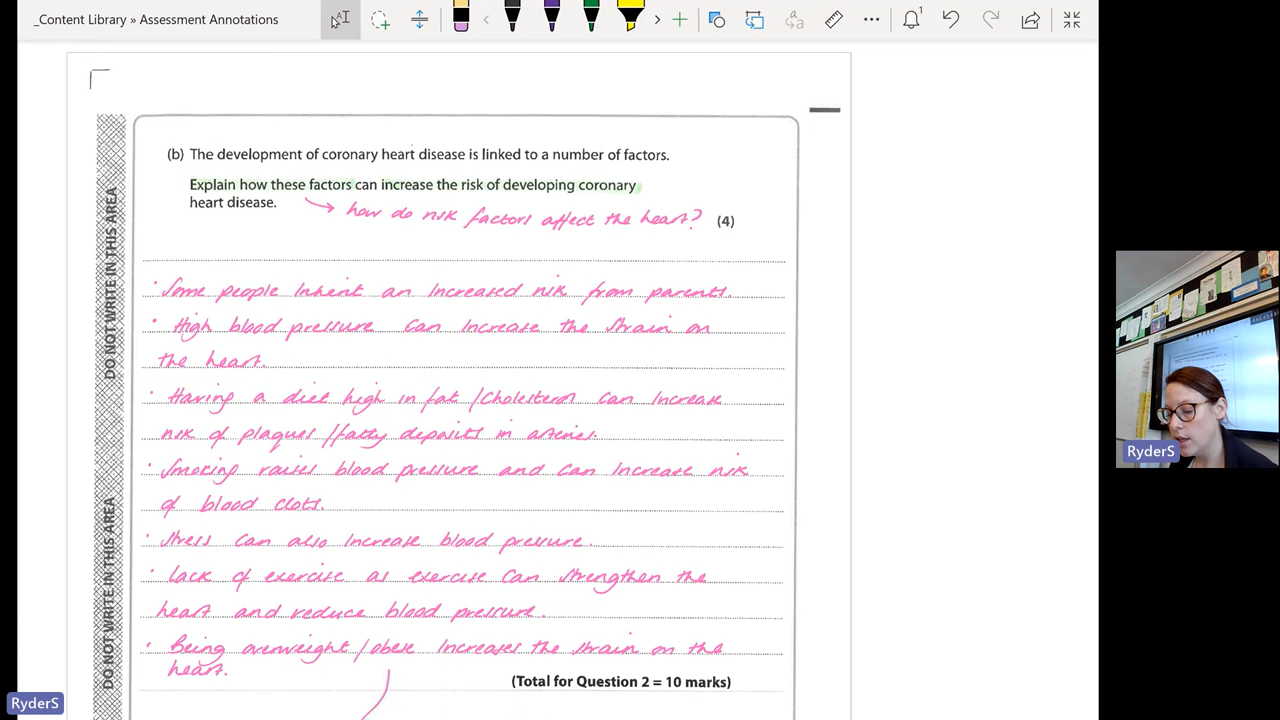 _Content Library » Assessment Annotations
(b) The development of coronary heart disease is linked to a number of factors.
Explain how these factors can increase the risk of developing coronary
heart disease.
how do risk factors affect the heart?
(4)
DO NOT WRITE IN THIS AREA
· Some people inherit an increased risk from parents.
· High blood pressure can increase the strain on
the heart.
· Having a diet high in fat/cholesterol can increase
risk of plaques/fatty deposits in arteries.
· Smoking raises blood pressure and can increase risk
of blood clots.
· Stress can also increase blood pressure.
· Lack of exercise as exercise can strengthen the
heart and reduce blood pressure.
· Being overweight/obese increases the strain on the
heart.
DO NOT WRITE IN THIS AREA
(Total for Question 2 = 10 marks)
RyderS
RyderS